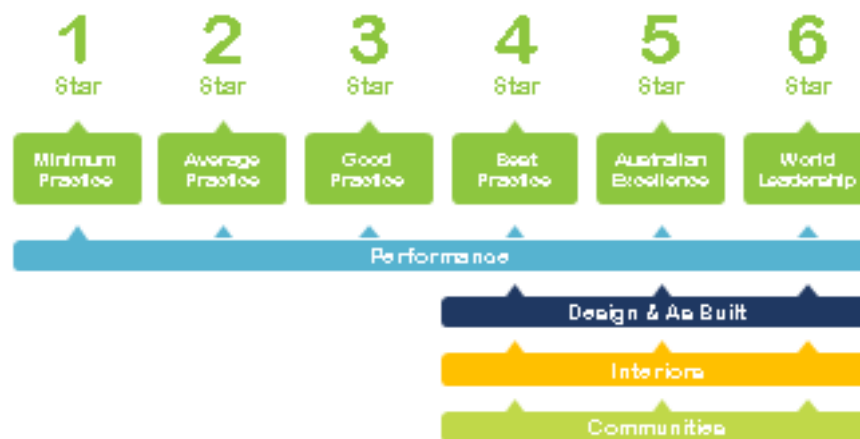 1 2 3 4 5 6
Star Star Star Star Star Star
Minimum Average Good Best Australian World
Practice Practice Practice Practice Excellence Leadership
Performance
Design & As Built
Interiors
Communities